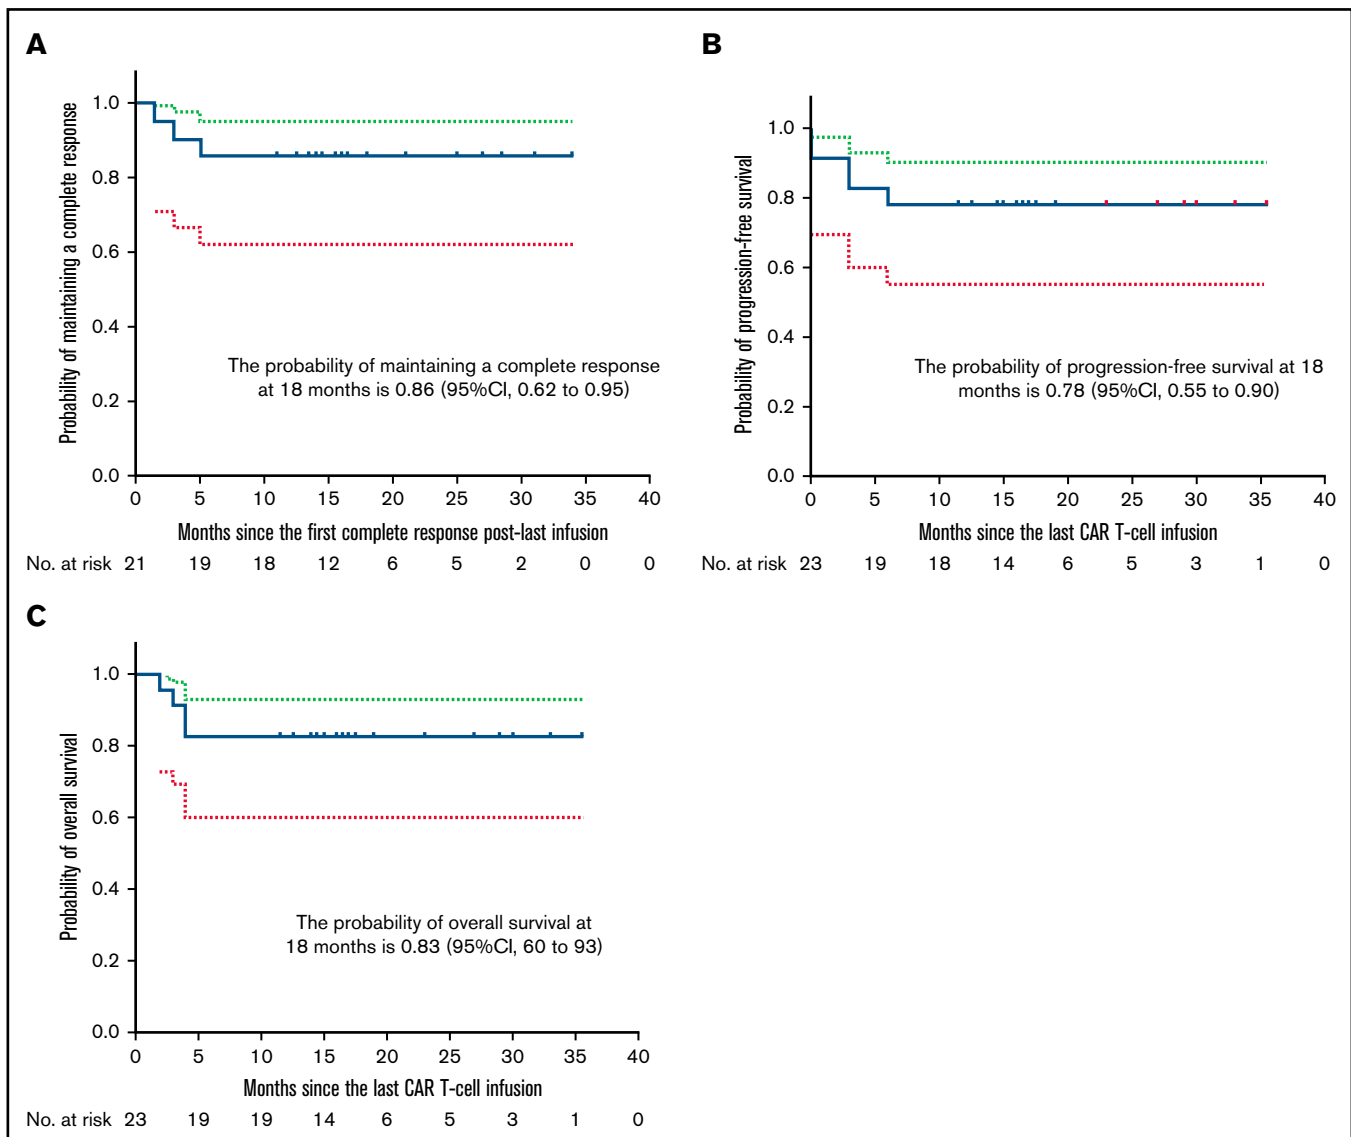 A
Probability of maintaining a complete response
1.0
0.8
0.6
0.4
0.2
0.0
0 5 10 15 20 25 30 35 40
Months since the first complete response post-last infusion
The probability of maintaining a complete response
at 18 months is 0.86 (95%CI, 0.62 to 0.95)
No. at risk 21 19 18 12 6 5 2 0 0
B
Probability of progression-free survival
1.0
0.8
0.6
0.4
0.2
0.0
0 5 10 15 20 25 30 35 40
Months since the last CAR T-cell infusion
The probability of progression-free survival at 18
months is 0.78 (95%CI, 0.55 to 0.90)
No. at risk 23 19 18 14 6 5 3 1 0
C
Probability of overall survival
1.0
0.8
0.6
0.4
0.2
0.0
0 5 10 15 20 25 30 35 40
Months since the last CAR T-cell infusion
The probability of overall survival at
18 months is 0.83 (95%CI, 60 to 93)
No. at risk 23 19 19 14 6 5 3 1 0